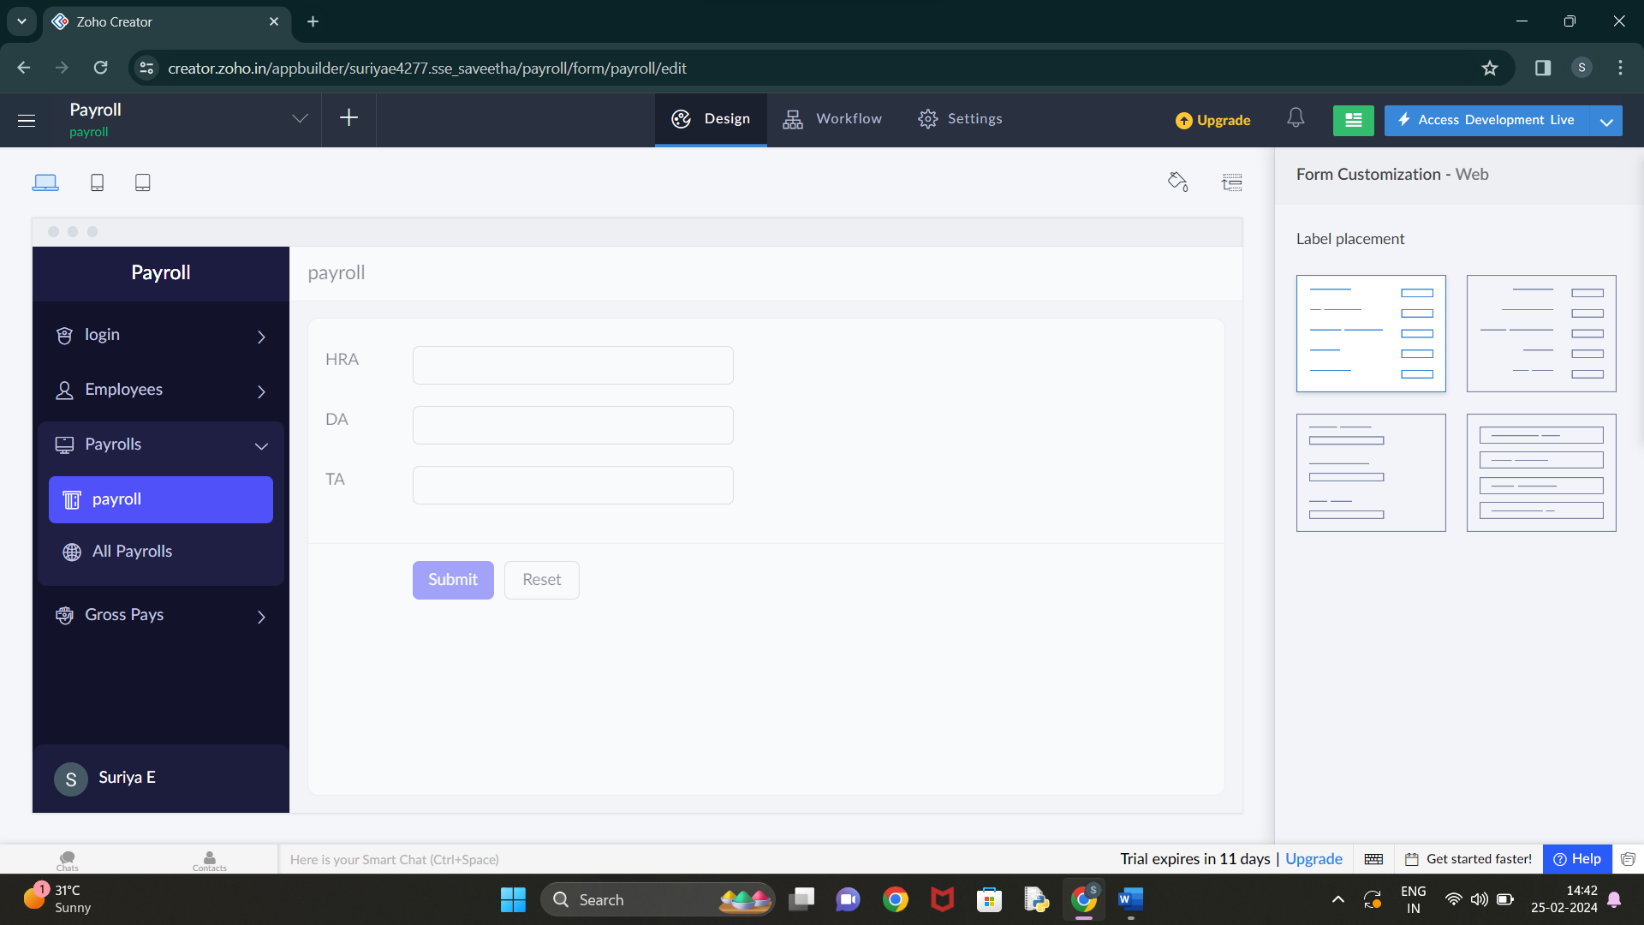 Zoho Creator
creator.zoho.in/appbuilder/suriyae4277.sse_saveetha/payroll/form/payroll/edit
S
Payroll
payroll
Design
Workflow
Settings
Upgrade
Access Development Live
Form Customization - Web
Label placement
Payroll
payroll
login
Employees
Payrolls
payroll
All Payrolls
Gross Pays
HRA
DA
TA
Submit
Reset
S
Suriya E
Chats
Contacts
Here is your Smart Chat (Ctrl+Space)
Trial expires in 11 days | Upgrade
Get started faster!
Help
1
31°C
Sunny
Search
S
W
ENG
IN
14:42
25-02-2024